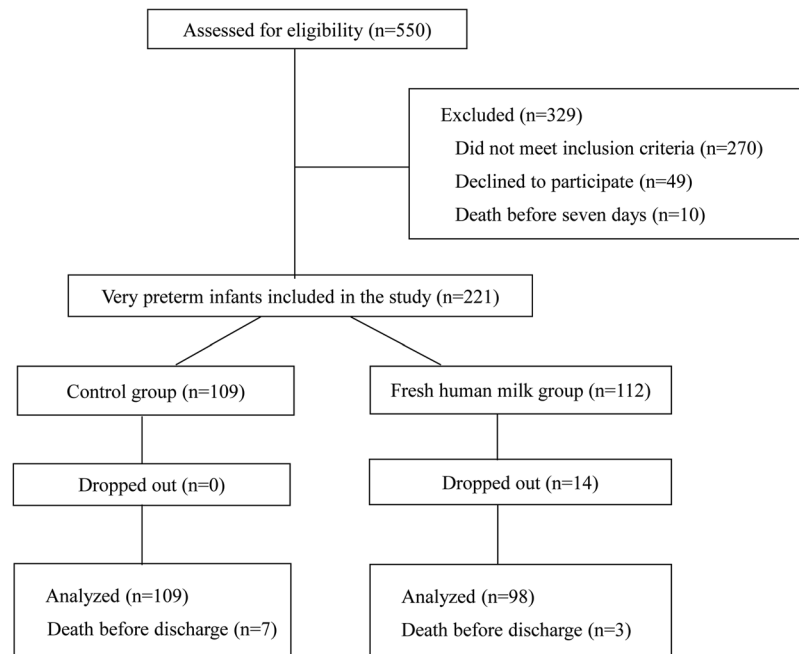 Assessed for eligibility (n=550)
Excluded (n=329)
Did not meet inclusion criteria (n=270)
Declined to participate (n=49)
Death before seven days (n=10)
Very preterm infants included in the study (n=221)
Control group (n=109)
Fresh human milk group (n=112)
Dropped out (n=0)
Dropped out (n=14)
Analyzed (n=109)
Death before discharge (n=7)
Analyzed (n=98)
Death before discharge (n=3)